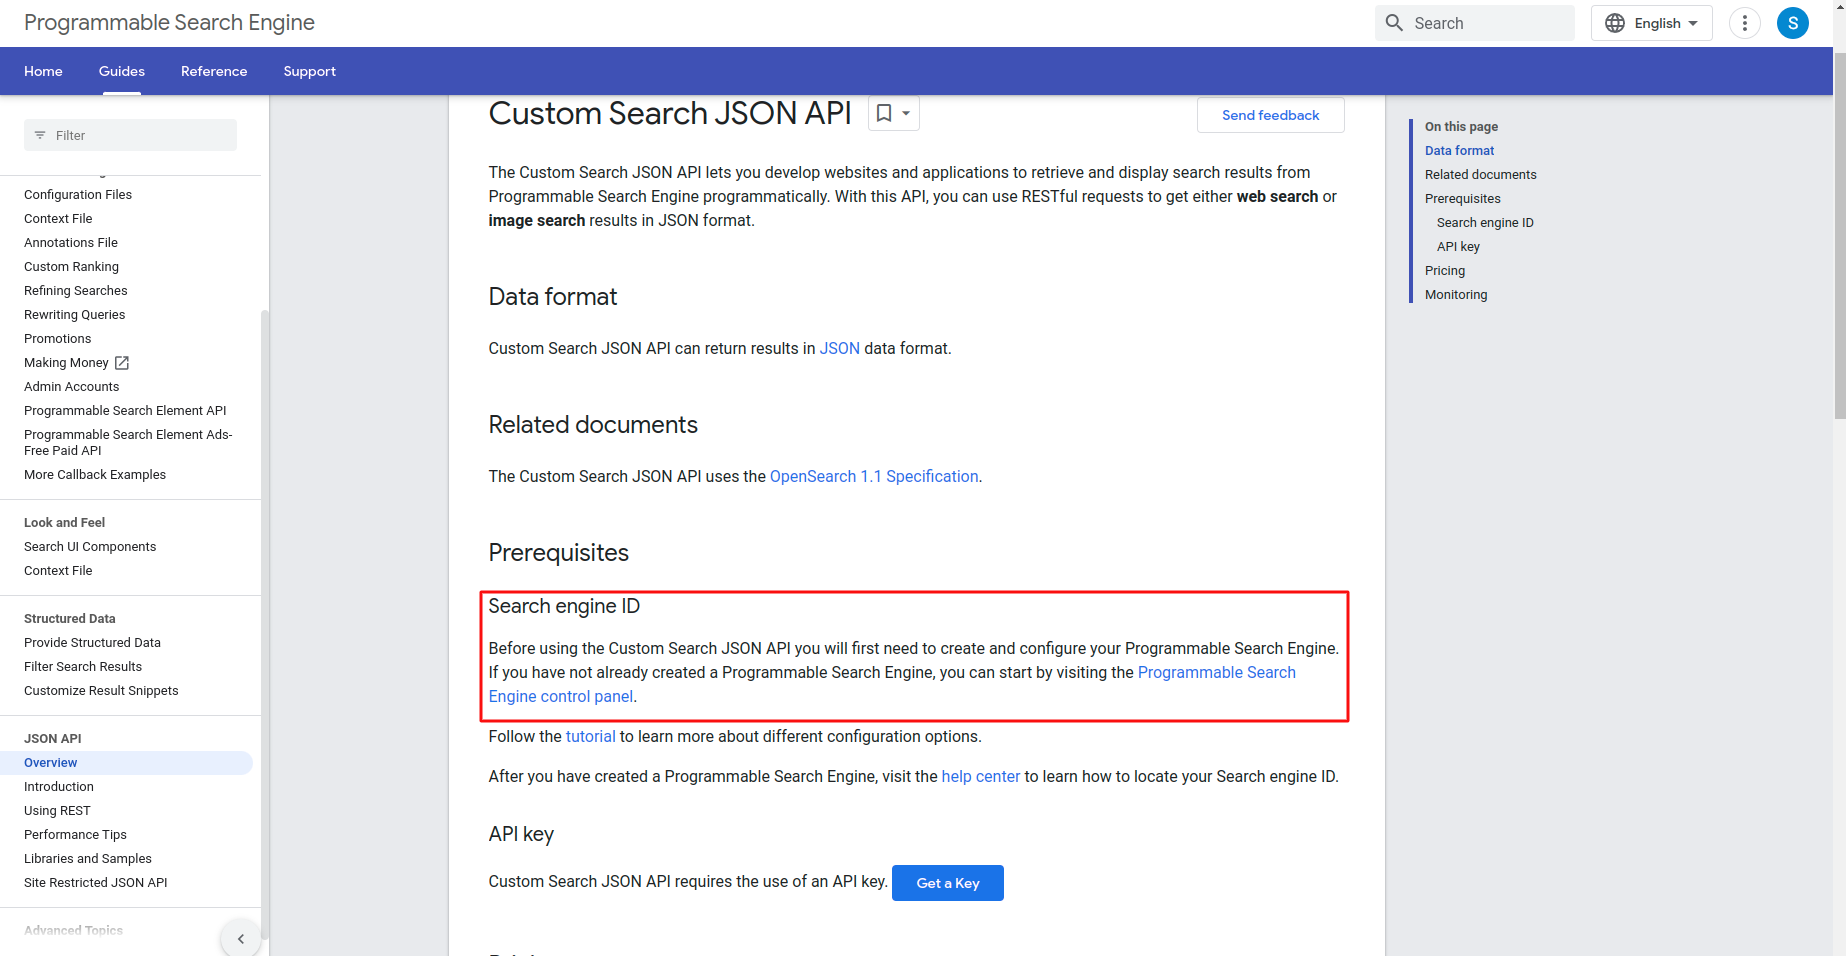 Programmable Search Engine
Search
English
S
Home
Guides
Reference
Support
Filter
Configuration Files
Context File
Annotations File
Custom Ranking
Refining Searches
Rewriting Queries
Promotions
Making Money
Admin Accounts
Programmable Search Element API
Programmable Search Element Ads-
Free Paid API
More Callback Examples
Look and Feel
Search UI Components
Context File
Structured Data
Provide Structured Data
Filter Search Results
Customize Result Snippets
JSON API
Overview
Introduction
Using REST
Performance Tips
Libraries and Samples
Site Restricted JSON API
Advanced Topics
Custom Search JSON API
Send feedback
The Custom Search JSON API lets you develop websites and applications to retrieve and display search results from
Programmable Search Engine programmatically. With this API, you can use RESTful requests to get either web search or
image search results in JSON format.
Data format
Custom Search JSON API can return results in JSON data format.
Related documents
The Custom Search JSON API uses the OpenSearch 1.1 Specification.
Prerequisites
Search engine ID
Before using the Custom Search JSON API you will first need to create and configure your Programmable Search Engine.
If you have not already created a Programmable Search Engine, you can start by visiting the Programmable Search
Engine control panel.
Follow the tutorial to learn more about different configuration options.
After you have created a Programmable Search Engine, visit the help center to learn how to locate your Search engine ID.
API key
Custom Search JSON API requires the use of an API key.
Get a Key
On this page
Data format
Related documents
Prerequisites
Search engine ID
API key
Pricing
Monitoring